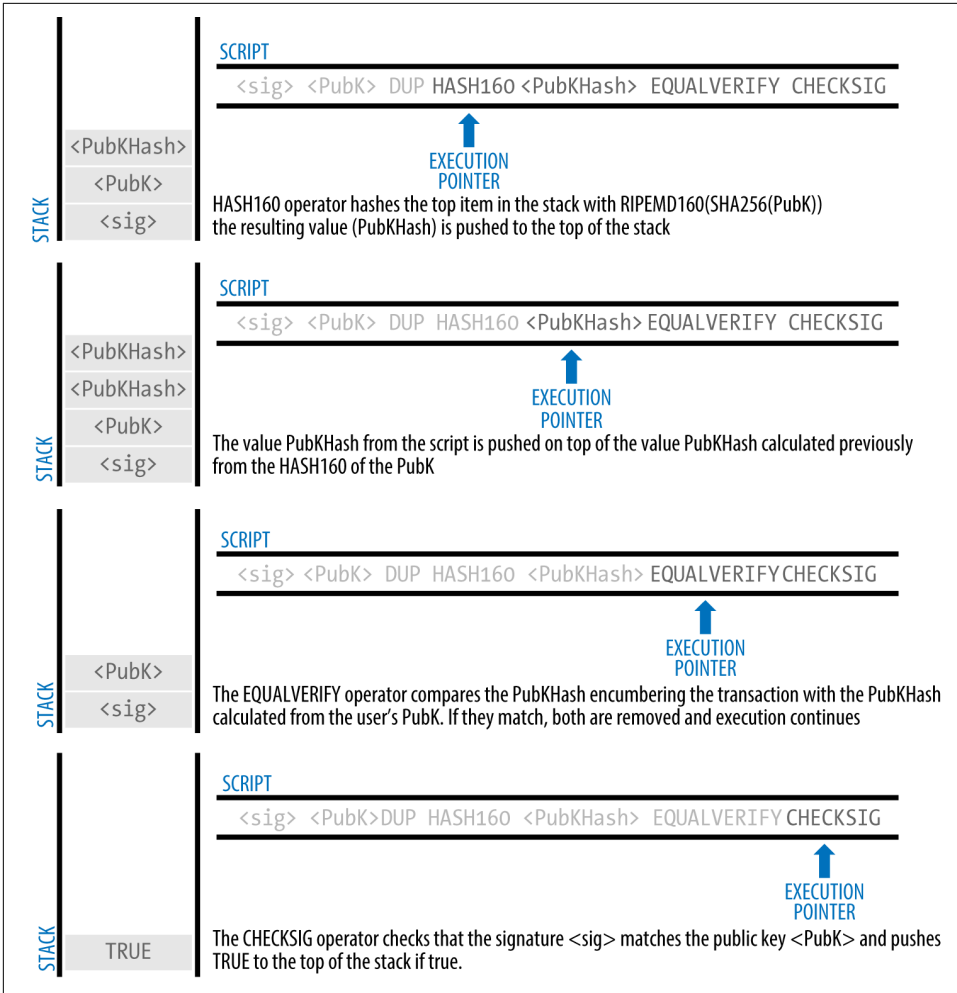 SCRIPT
<sig> <PubK> DUP HASH160 <PubKHash> EQUALVERIFY CHECKSIG
EXECUTION
POINTER
<PubKHash>
<PubK>
<sig>
STACK
HASH160 operator hashes the top item in the stack with RIPEMD160(SHA256(PubK))
the resulting value (PubKHash) is pushed to the top of the stack
SCRIPT
<sig> <PubK> DUP HASH160 <PubKHash> EQUALVERIFY CHECKSIG
EXECUTION
POINTER
<PubKHash>
<PubKHash>
<PubK>
<sig>
STACK
The value PubKHash from the script is pushed on top of the value PubKHash calculated previously
from the HASH160 of the PubK
SCRIPT
<sig> <PubK> DUP HASH160 <PubKHash> EQUALVERIFY CHECKSIG
EXECUTION
POINTER
<PubK>
<sig>
STACK
The EQUALVERIFY operator compares the PubKHash encumbering the transaction with the PubKHash
calculated from the user's PubK. If they match, both are removed and execution continues
SCRIPT
<sig> <PubK> DUP HASH160 <PubKHash> EQUALVERIFY CHECKSIG
EXECUTION
POINTER
TRUE
STACK
The CHECKSIG operator checks that the signature <sig> matches the public key <PubK> and pushes
TRUE to the top of the stack if true.